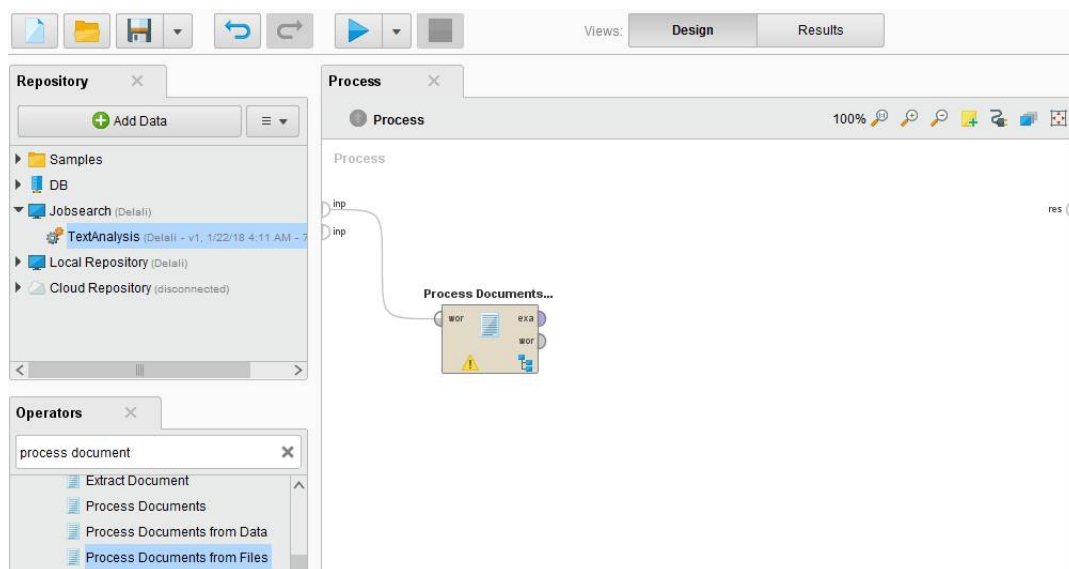 Views:
Design
Results
Repository
Process
Add Data
Process
100%
Samples
DB
Jobsearch (Delali)
TextAnalysis (Delali - v1, 1/22/18 4:11 AM - 7
Local Repository (Delali)
Cloud Repository (disconnected)
Process
inp
inp
res
Process Documents...
wor
exa
wor
Operators
process document
Extract Document
Process Documents
Process Documents from Data
Process Documents from Files